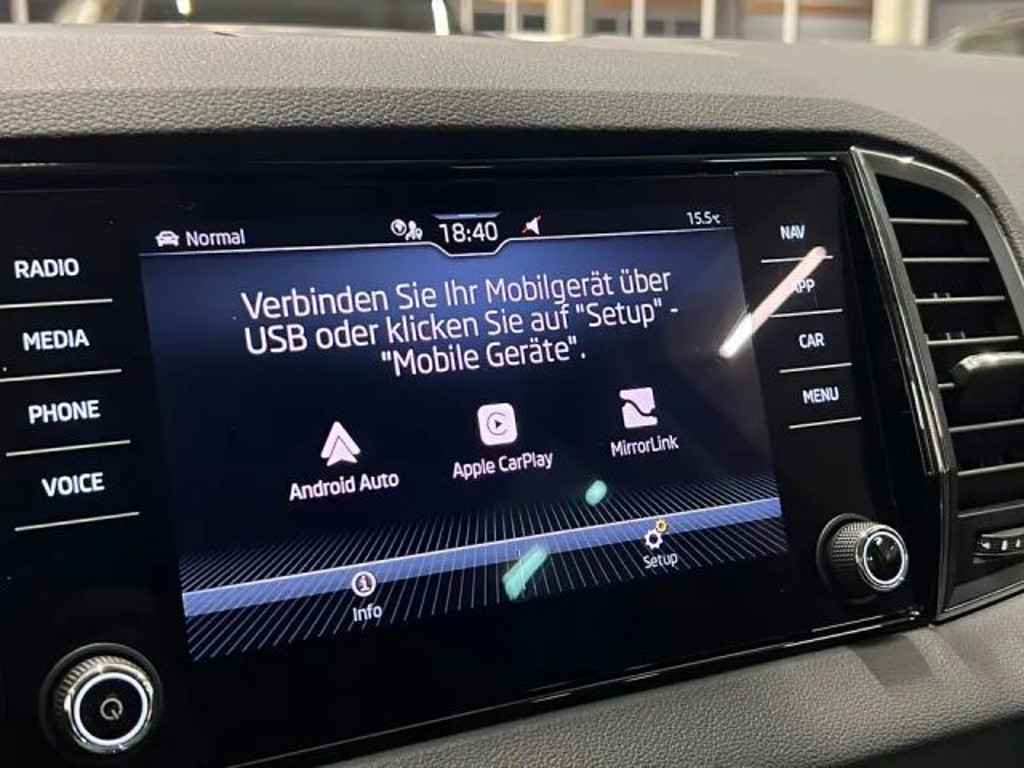 RADIO
MEDIA
PHONE
VOICE
Normal
18:40
15.5°C
Verbinden Sie Ihr Mobilgerät über
USB oder klicken Sie auf "Setup" -
"Mobile Geräte".
Android Auto
Apple CarPlay
MirrorLink
Info
Setup
NAV
APP
CAR
MENU